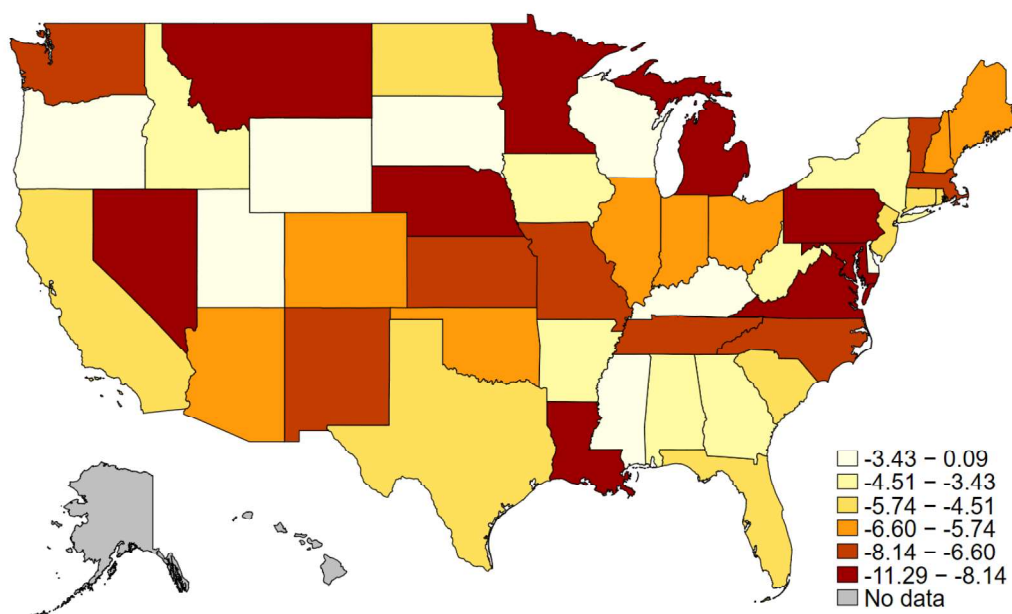 -3.43 – 0.09
-4.51 – -3.43
-5.74 – -4.51
-6.60 – -5.74
-8.14 – -6.60
-11.29 – -8.14
No data